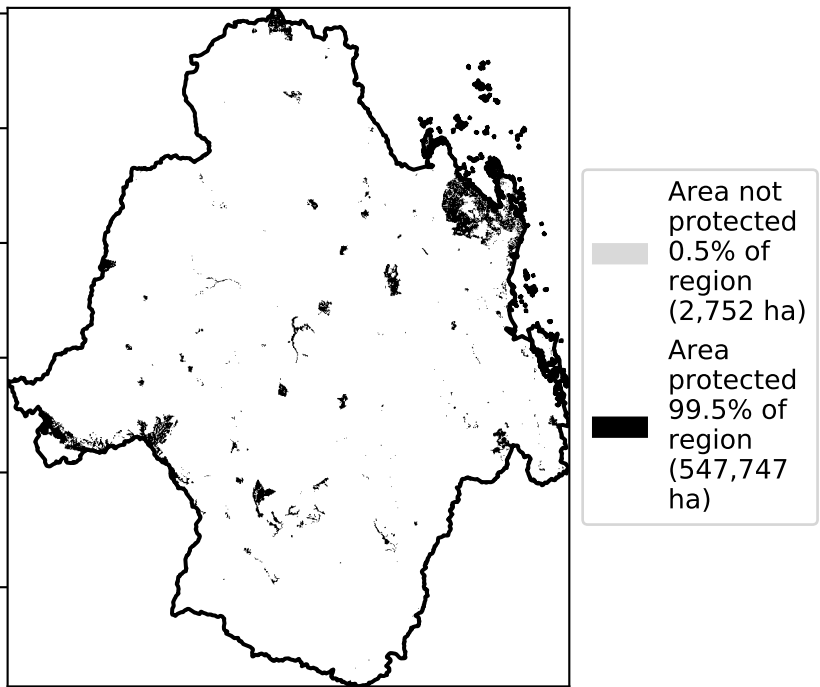 Area not
protected
0.5% of
region
(2,752 ha)
Area
protected
99.5% of
region
(547,747
ha)